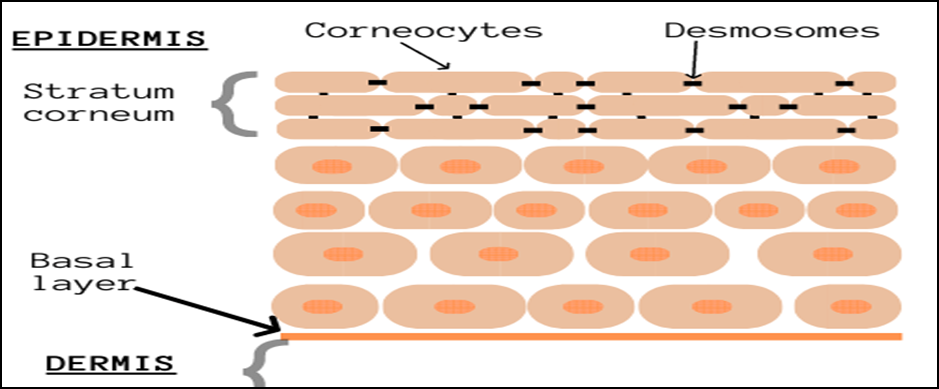 EPIDERMIS
Corneocytes
Desmosomes
Stratum
corneum
Basal
layer
DERMIS